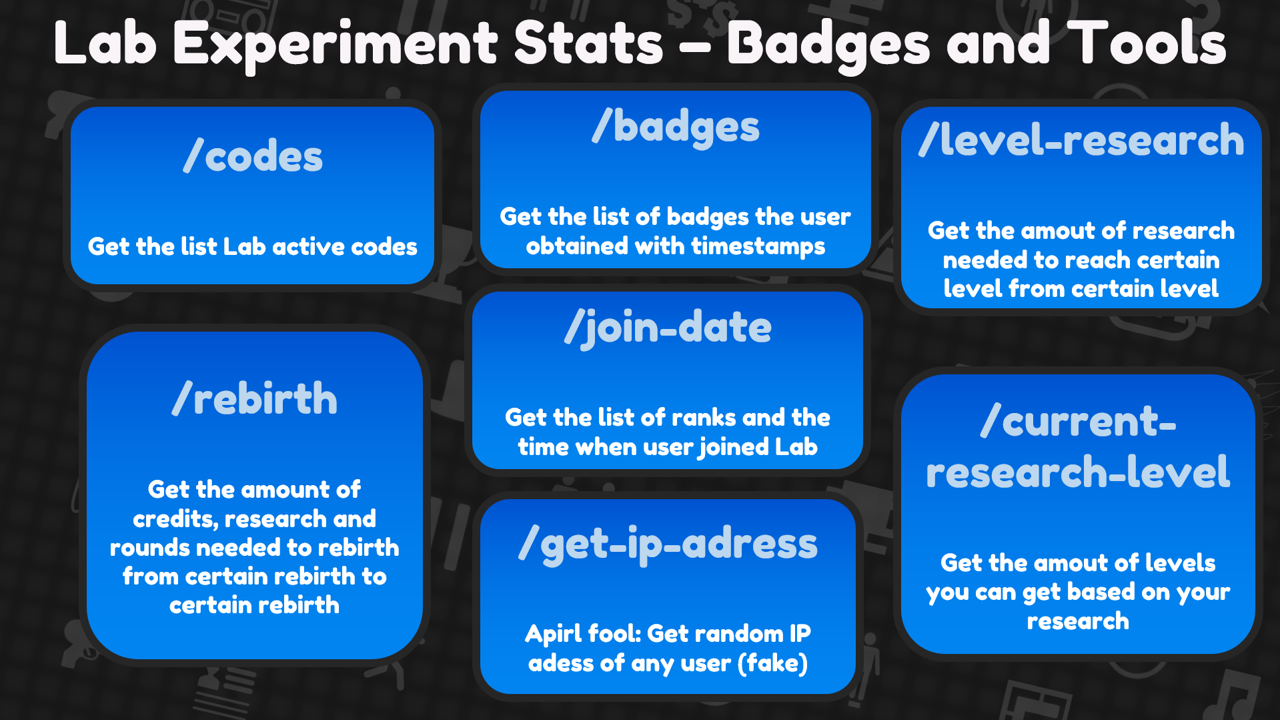 Lab Experiment Stats – Badges and Tools
/codes
Get the list Lab active codes
/rebirth
Get the amount of
credits, research and
rounds needed to rebirth
from certain rebirth to
certain rebirth
/badges
Get the list of badges the user
obtained with timestamps
/join-date
Get the list of ranks and the
time when user joined Lab
/get-ip-adress
Apirl fool: Get random IP
adess of any user (fake)
/level-research
Get the amout of research
needed to reach certain
level from certain level
/current-
research-level
Get the amout of levels
you can get based on your
research